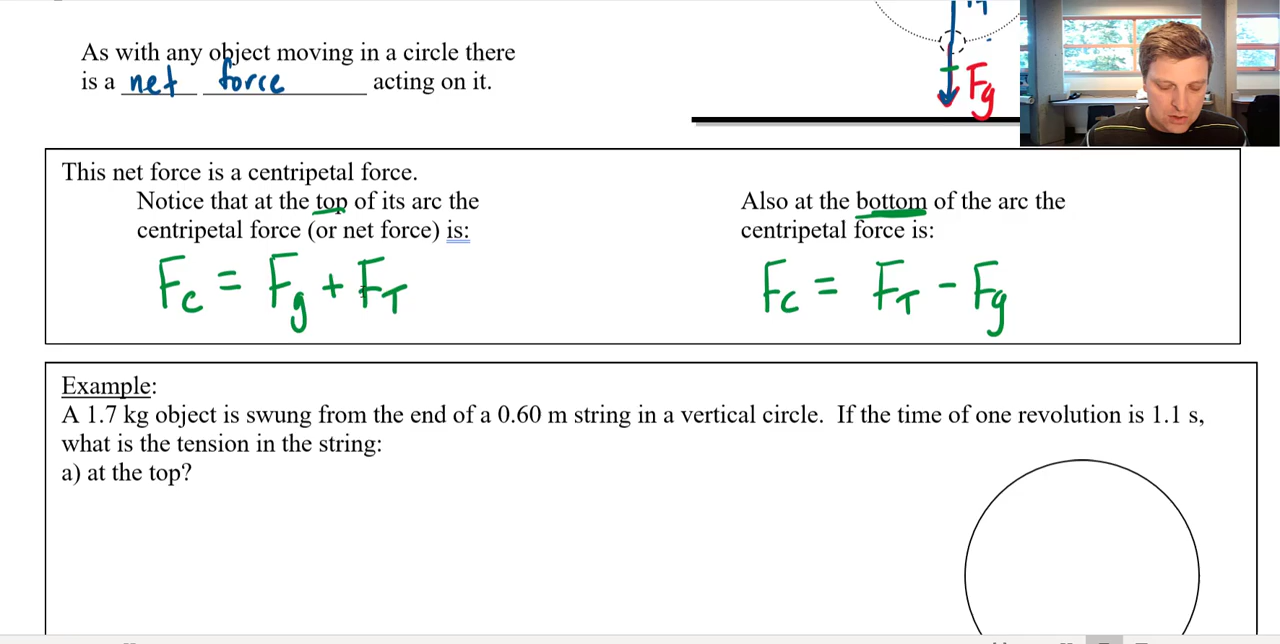 As with any object moving in a circle there
is a net force acting on it.
Fg
This net force is a centripetal force.
Notice that at the top of its arc the
centripetal force (or net force) is:
Fc = Fg + FT
Also at the bottom of the arc the
centripetal force is:
Fc = FT - Fg
Example:
A 1.7 kg object is swung from the end of a 0.60 m string in a vertical circle. If the time of one revolution is 1.1 s,
what is the tension in the string:
a) at the top?